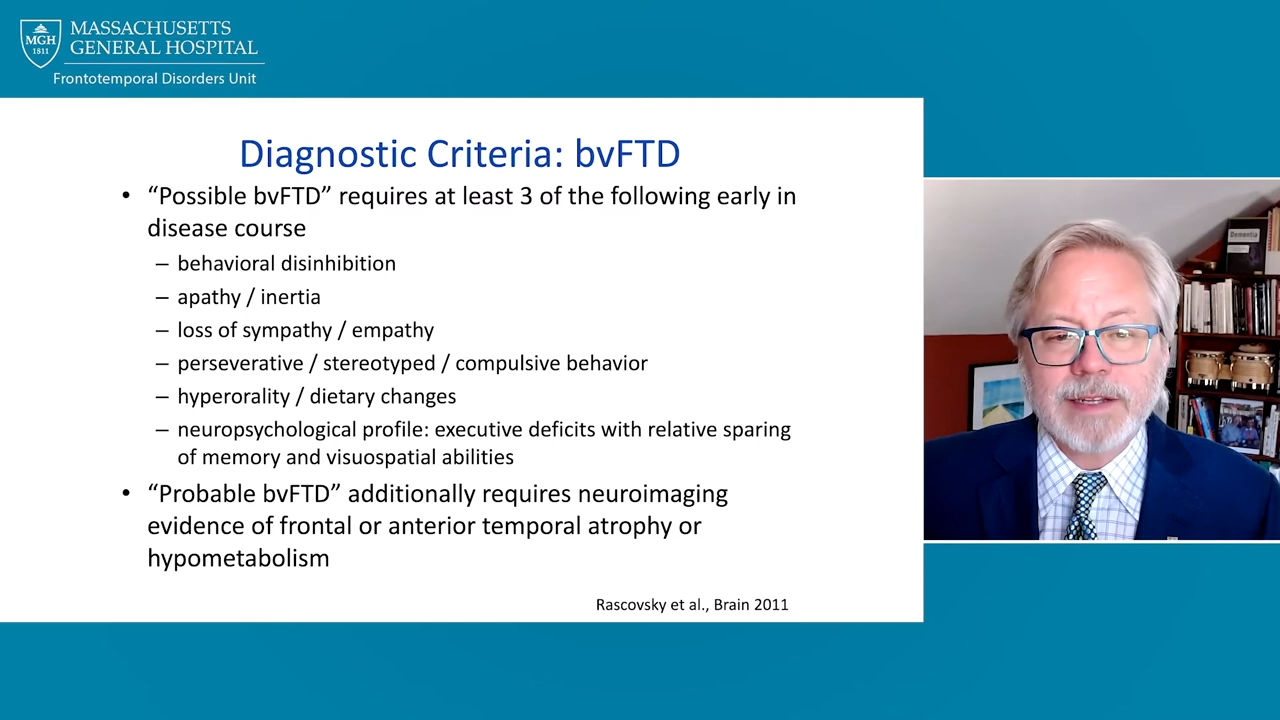 MASSACHUSETTS
GENERAL HOSPITAL
MGH
1811
Frontotemporal Disorders Unit
Diagnostic Criteria: bvFTD
• “Possible bvFTD” requires at least 3 of the following early in
disease course
– behavioral disinhibition
– apathy / inertia
– loss of sympathy / empathy
– perseverative / stereotyped / compulsive behavior
– hyperorality / dietary changes
– neuropsychological profile: executive deficits with relative sparing
of memory and visuospatial abilities
• “Probable bvFTD” additionally requires neuroimaging
evidence of frontal or anterior temporal atrophy or
hypometabolism
Rascovsky et al., Brain 2011
Dementia